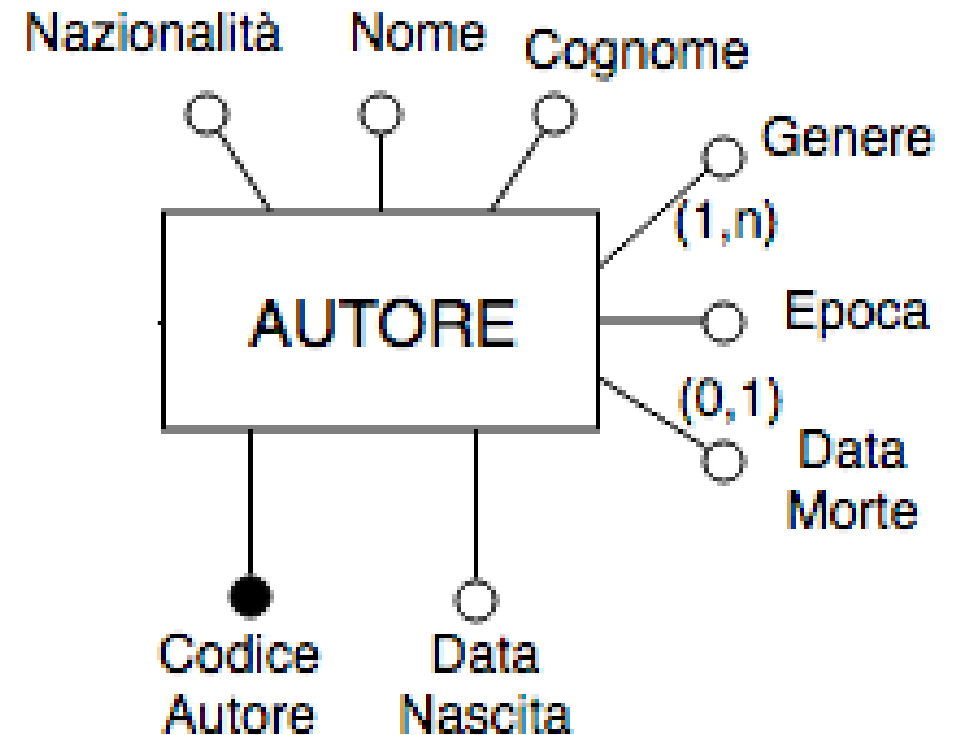 Nazionalità
Nome
Cognome
Genere
(1,n)
AUTORE
Epoca
(0,1)
Data
Morte
Codice
Autore
Data
Nascita